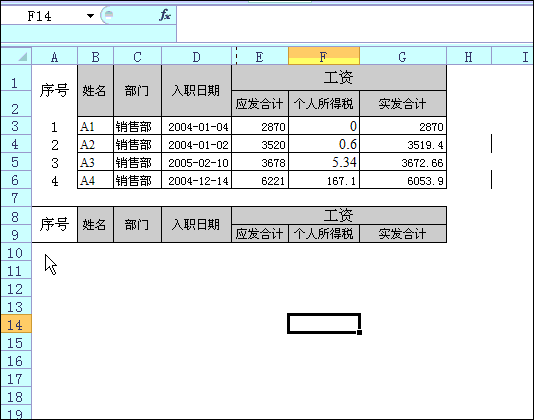 F14 fx
A B C D E F G H I
1 序号 姓名 部门 入职日期 工资
2 应发合计 个人所得税 实发合计
3 1 A1 销售部 2004-01-04 2870 0 2870
4 2 A2 销售部 2004-01-02 3520 0.6 3519.4
5 3 A3 销售部 2005-02-10 3678 5.34 3672.66
6 4 A4 销售部 2004-12-14 6221 167.1 6053.9
7
8 序号 姓名 部门 入职日期 工资
9 应发合计 个人所得税 实发合计
10
11
12
13
14
15
16
17
18
19